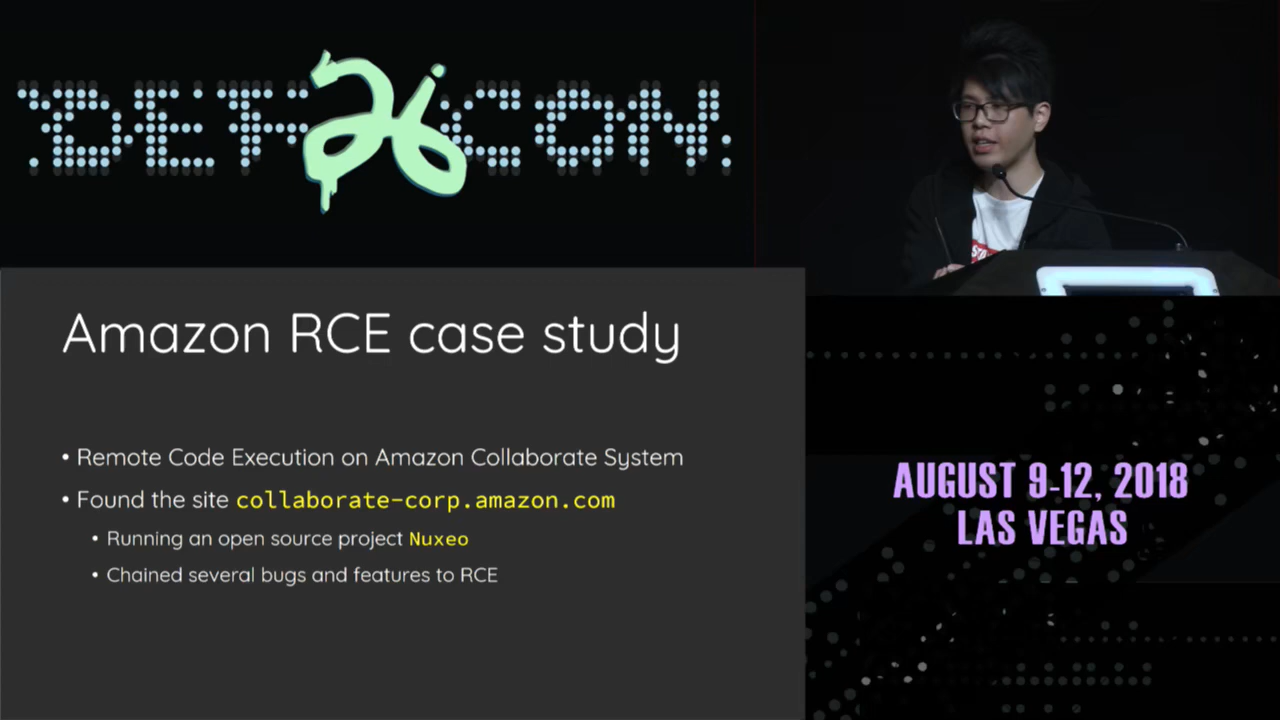 DEF 26 CON
Amazon RCE case study
• Remote Code Execution on Amazon Collaborate System
• Found the site collaborate-corp.amazon.com
• Running an open source project Nuxeo
• Chained several bugs and features to RCE
AUGUST 9-12, 2018
LAS VEGAS